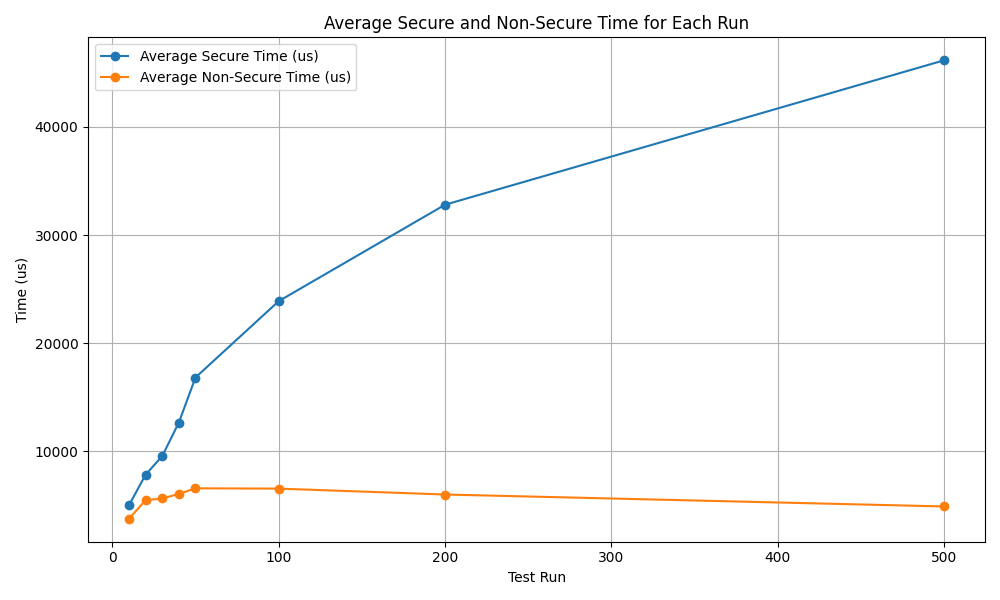 Average Secure and Non-Secure Time for Each Run
Average Secure Time (us)
Average Non-Secure Time (us)
Time (us)
40000
30000
20000
10000
0
100
200
300
400
500
Test Run